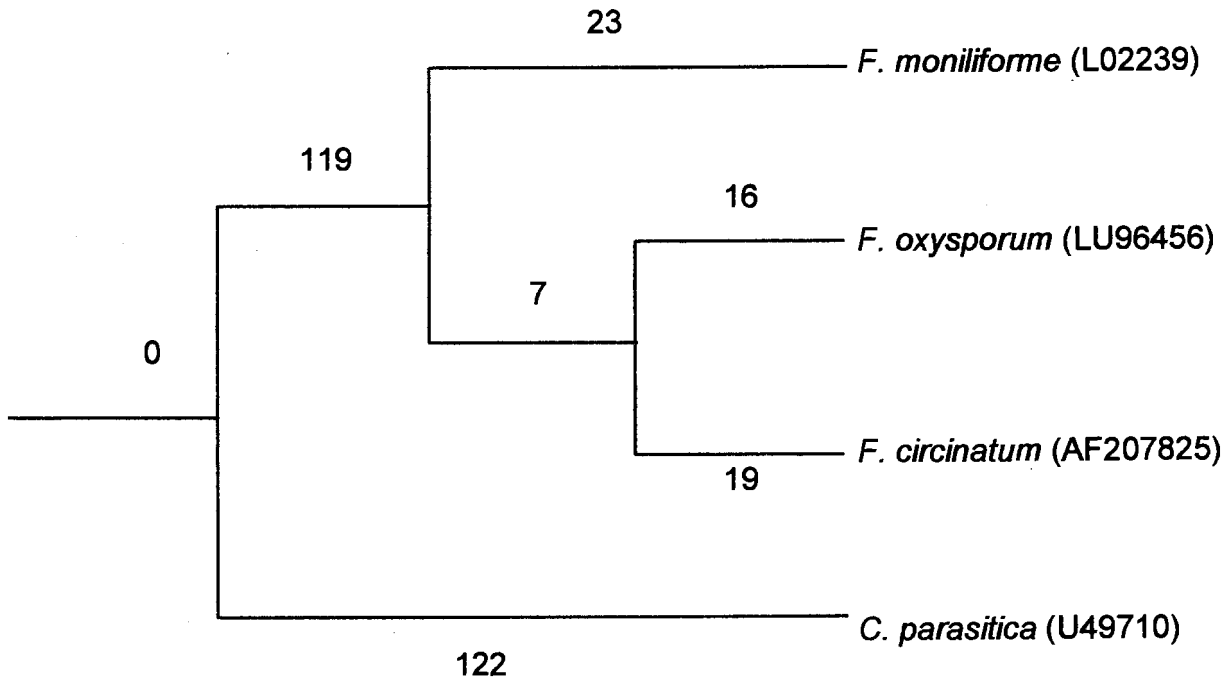 23
F. moniliforme (L02239)
119
16
F. oxysporum (LU96456)
7
0
F. circinatum (AF207825)
19
C. parasitica (U49710)
122